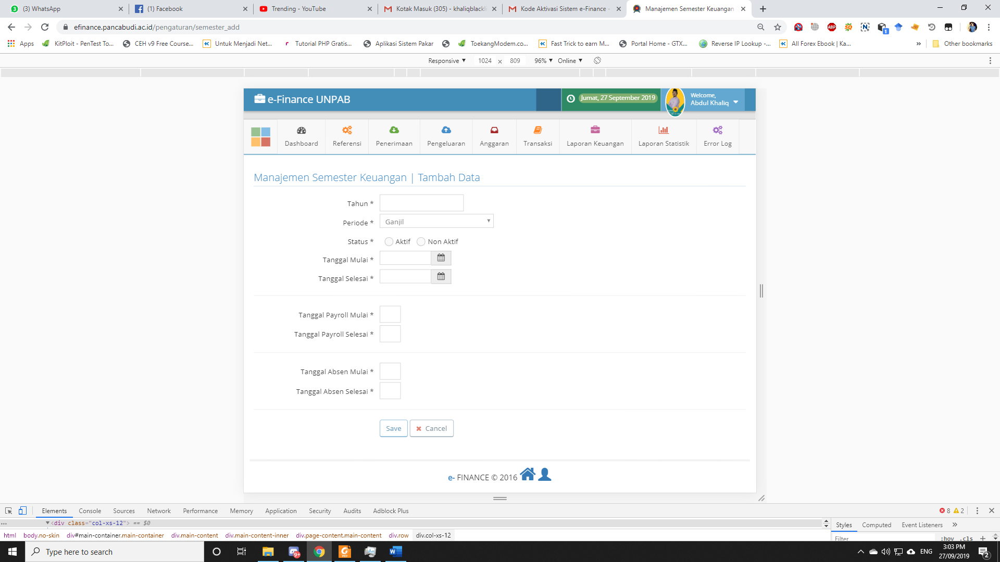 (3) WhatsApp
(1) Facebook
Trending - YouTube
Kotak Masuk (305) - khaliqblackli
Kode Aktivasi Sistem e-Finance -
Manajemen Semester Keuangan
efinance.pancabudi.ac.id/pengaturan/semester_add
Apps
KitPloit - PenTest To...
CEH v9 Free Course...
Untuk Menjadi Net...
Tutorial PHP Gratis...
Aplikasi Sistem Pakar
ToekangModem.co...
Fast Trick to earn M...
Portal Home - GTX...
Reverse IP Lookup -...
All Forex Ebook | Ka...
»
Other bookmarks
Responsive ▼ 1024 x 809 96% ▼ Online ▼
e-Finance UNPAB
Jumat, 27 September 2019
Welcome,
Abdul Khaliq
Dashboard
Referensi
Penerimaan
Pengeluaran
Anggaran
Transaksi
Laporan Keuangan
Laporan Statistik
Error Log
Manajemen Semester Keuangan | Tambah Data
Tahun *
Periode * Ganjil
Status * Aktif Non Aktif
Tanggal Mulai *
Tanggal Selesai *
Tanggal Payroll Mulai *
Tanggal Payroll Selesai *
Tanggal Absen Mulai *
Tanggal Absen Selesai *
Save Cancel
e- FINANCE © 2016
Elements Console Sources Network Performance Memory Application Security Audits Adblock Plus 8 2
... ▼<div class="col-xs-12"> == $0
Styles Computed Event Listeners »
html body.no-skin div#main-container.main-container div.main-content div.main-content-inner div.page-content.main-content div.row div.col-xs-12
Filter :hov .cls +
Type here to search
ENG
3:03 PM
27/09/2019
2